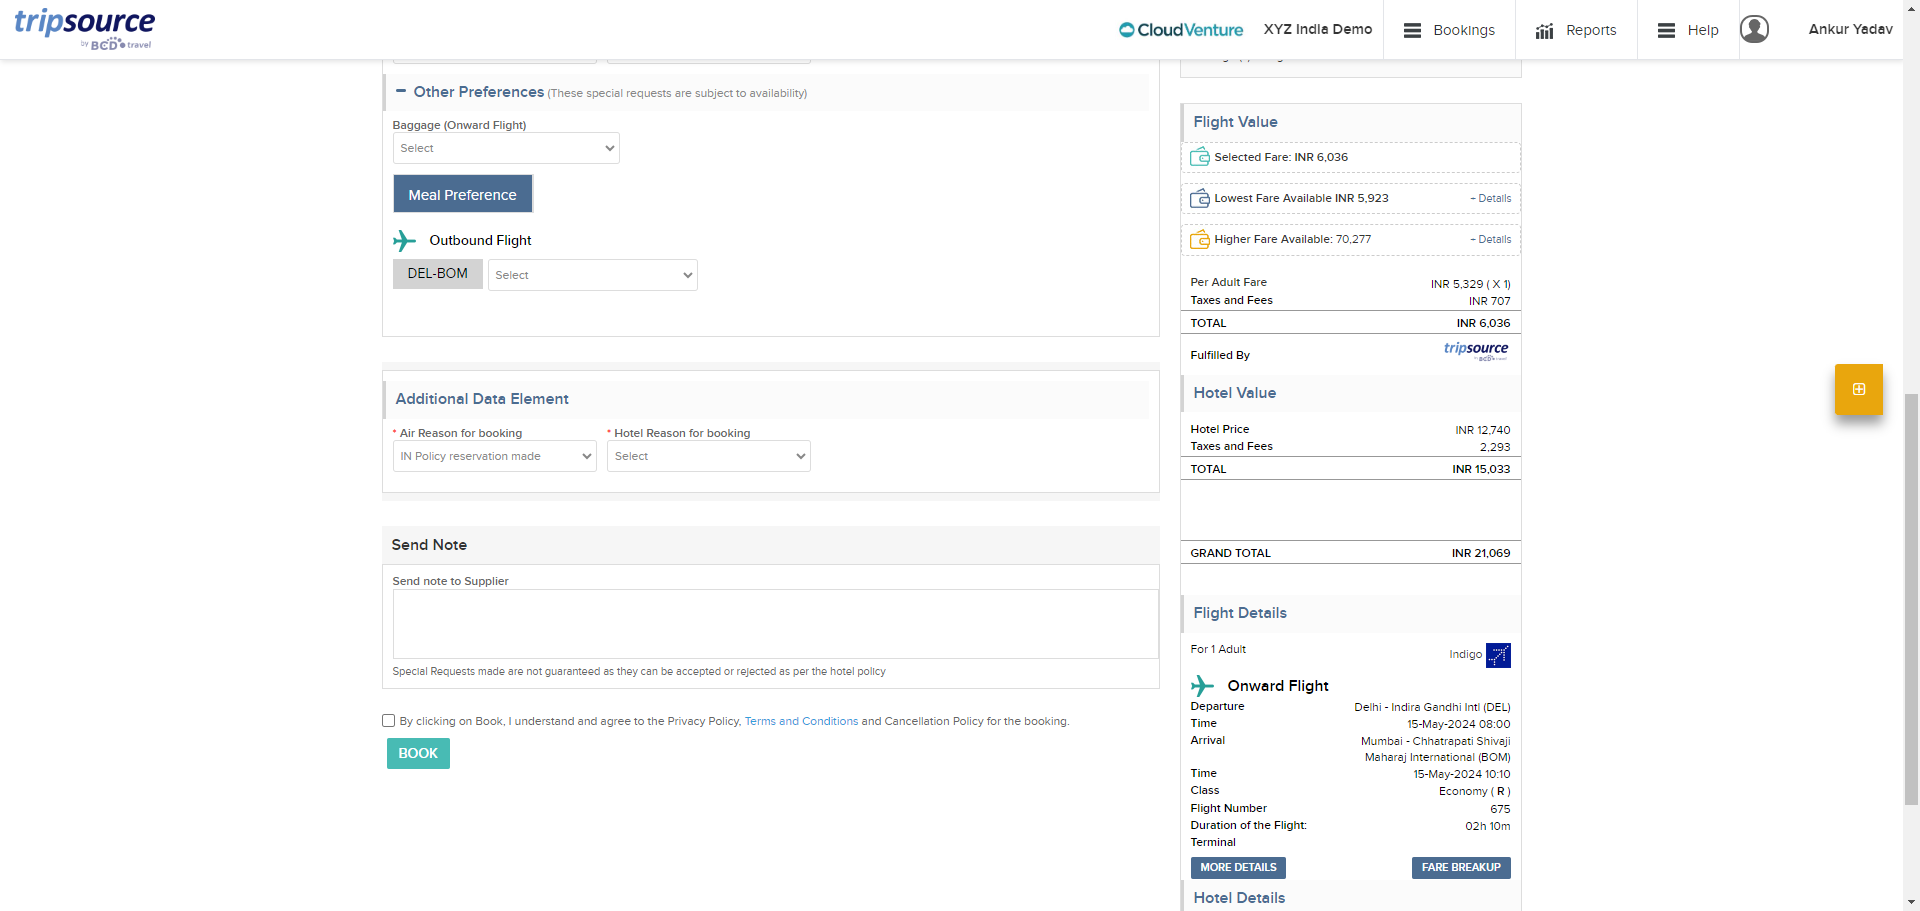 tripsource
by BCD travel
CloudVenture
XYZ India Demo
Bookings
Reports
Help
Ankur Yadav
Other Preferences (These special requests are subject to availability)
Baggage (Onward Flight)
Select
Meal Preference
Outbound Flight
DEL-BOM
Select
Additional Data Element
* Air Reason for booking
* Hotel Reason for booking
IN Policy reservation made
Select
Send Note
Send note to Supplier
Special Requests made are not guaranteed as they can be accepted or rejected as per the hotel policy
By clicking on Book, I understand and agree to the Privacy Policy, Terms and Conditions and Cancellation Policy for the booking.
BOOK
Flight Value
Selected Fare: INR 6,036
Lowest Fare Available INR 5,923
+ Details
Higher Fare Available: 70,277
+ Details
Per Adult Fare INR 5,329 ( X 1)
Taxes and Fees INR 707
TOTAL INR 6,036
Fulfilled By tripsource
by BCD travel
Hotel Value
Hotel Price INR 12,740
Taxes and Fees 2,293
TOTAL INR 15,033
GRAND TOTAL INR 21,069
Flight Details
For 1 Adult Indigo
Onward Flight
Departure Delhi - Indira Gandhi Intl (DEL)
Time 15-May-2024 08:00
Arrival Mumbai - Chhatrapati Shivaji
Maharaj International (BOM)
Time 15-May-2024 10:10
Class Economy ( R )
Flight Number 675
Duration of the Flight: 02h 10m
Terminal
MORE DETAILS
FARE BREAKUP
Hotel Details